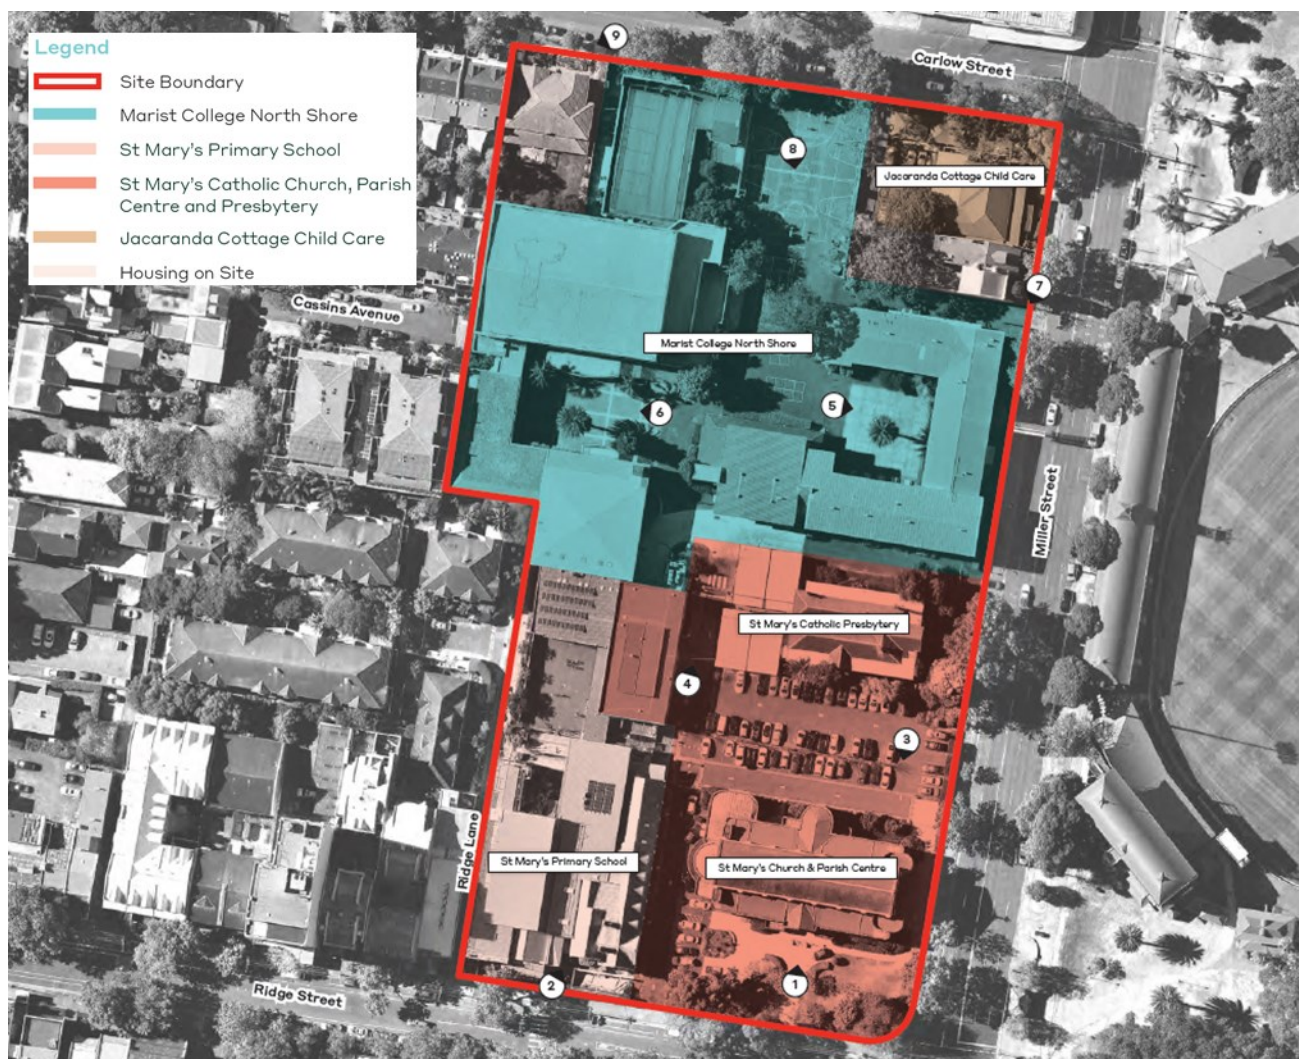 Legend
Site Boundary
Marist College North Shore
St Mary's Primary School
St Mary's Catholic Church, Parish
Centre and Presbytery
Jacaranda Cottage Child Care
Housing on Site
9
Carlow Street
8
Jacaranda Cottage Child Care
7
Cassins Avenue
Marist College North Shore
6
5
Miller Street
St Mary's Catholic Presbytery
4
3
Ridge Lane
St Mary's Primary School
St Mary's Church & Parish Centre
Ridge Street
2
1